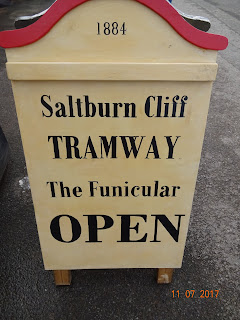 1884
Saltburn Cliff
TRAMWAY
The Funicular
OPEN
11 07 2017